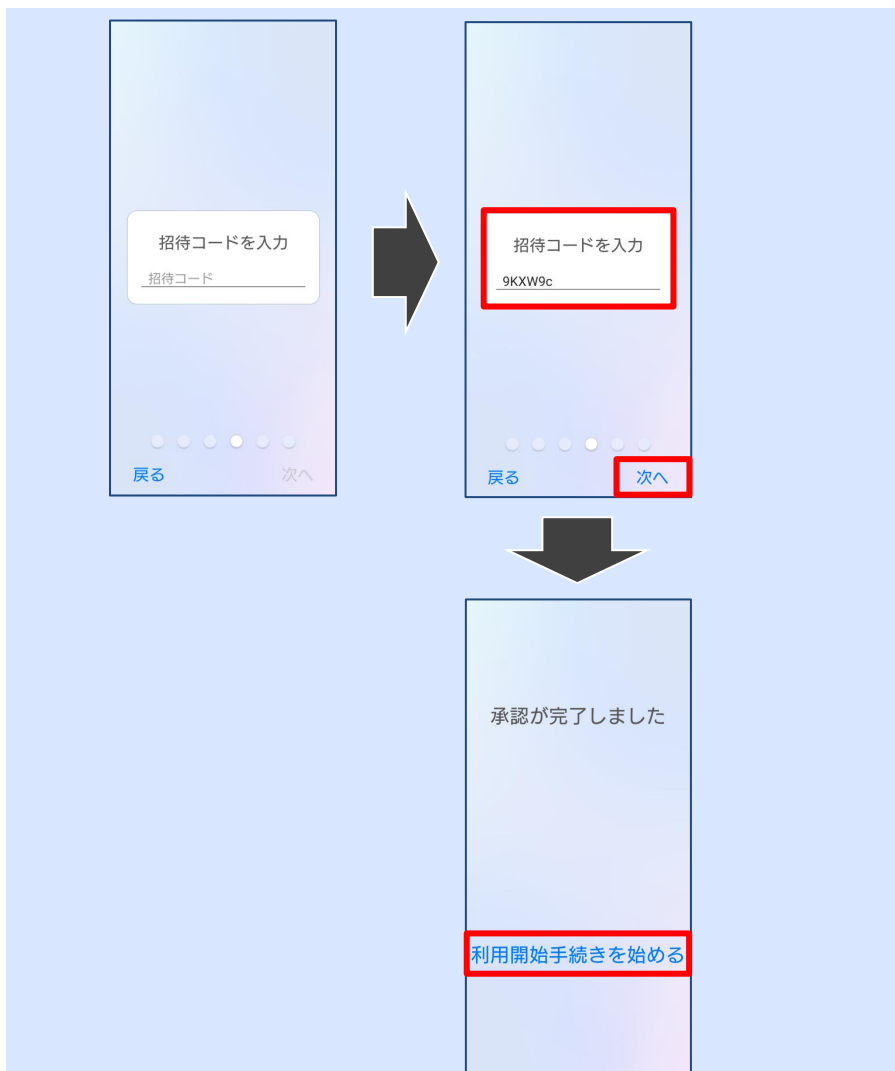 招待コードを入力
招待コード
戻る
次へ
招待コードを入力
9KXW9c
戻る
次へ
承認が完了しました
利用開始手続きを始める